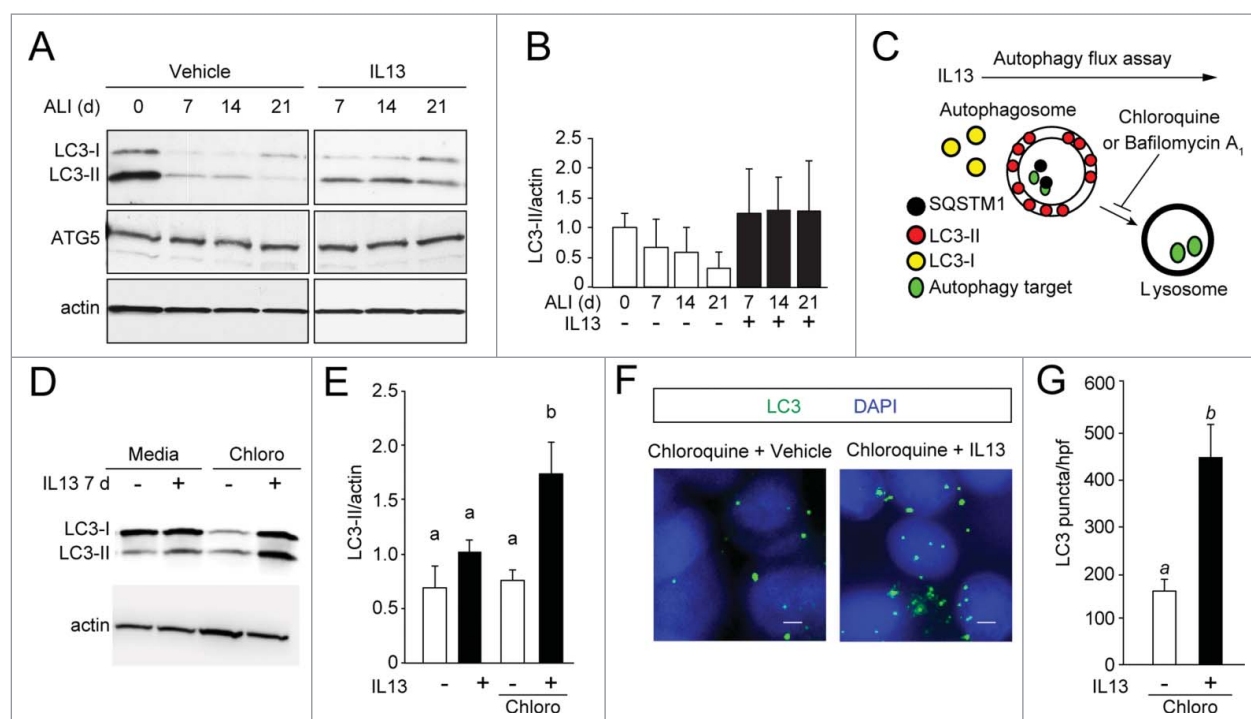 A
Vehicle IL13
ALI (d) 0 7 14 21 7 14 21
LC3-I
LC3-II
ATG5
actin
B
LC3-II/actin
2.5
2.0
1.5
1.0
0.5
0
ALI (d) 0 7 14 21 7 14 21
IL13 - - - - + + +
C
Autophagy flux assay
IL13
Autophagosome
Chloroquine
or Bafilomycin A1
SQSTM1
LC3-II
LC3-I
Autophagy target
Lysosome
D
Media Chloro
IL13 7 d - + - +
LC3-I
LC3-II
actin
E
LC3-II/actin
2.5
2.0
1.5
1.0
0.5
0
a a a b
IL13 - + - +
Chloro
F
LC3 DAPI
Chloroquine + Vehicle Chloroquine + IL13
G
LC3 puncta/hpf
600
500
400
300
200
100
0
a b
IL13 - +
Chloro